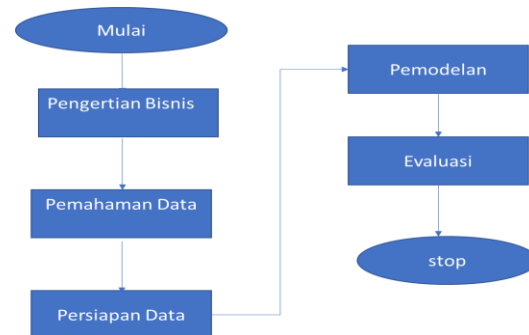 Mulai
Pengertian Bisnis
Pemahaman Data
Persiapan Data
Pemodelan
Evaluasi
stop